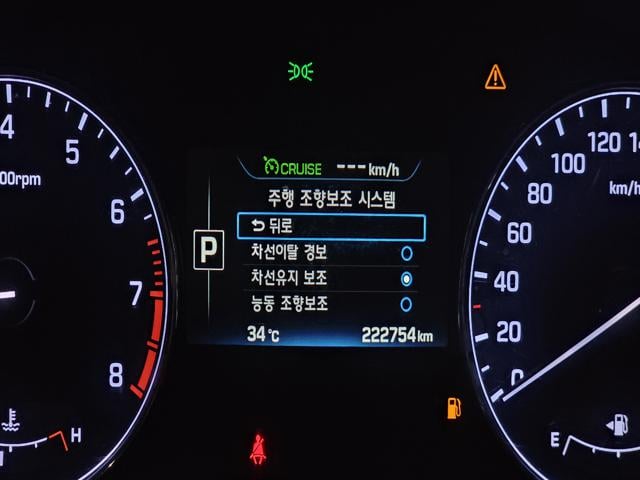 4
5
6
7
8
00rpm
H
CRUISE ---km/h
주행 조향보조 시스템
뒤로
차선이탈 경보
차선유지 보조
능동 조향보조
34℃ 222754km
P
120
100
80
60
40
20
0
km/h
E